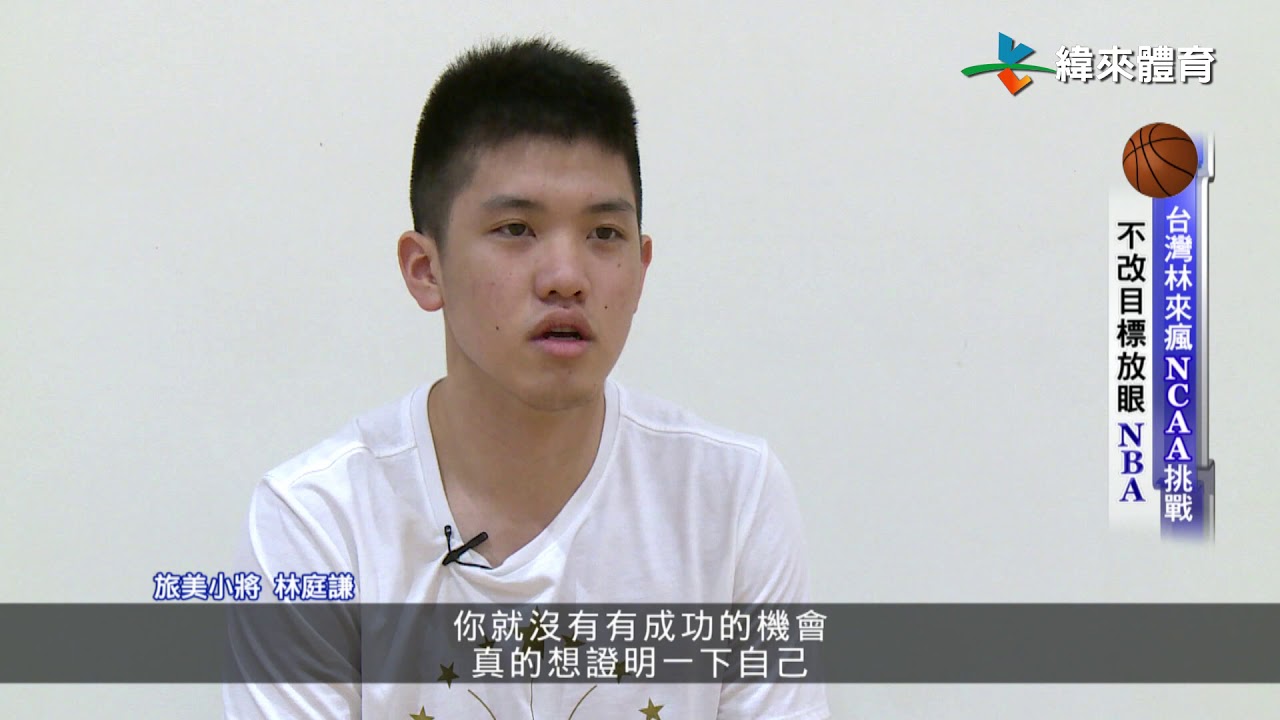 緯來體育
台灣林來瘋NCAA挑戰
不改目標放眼NBA
旅美小將 林庭謙
你就沒有有成功的機會
真的想證明一下自己